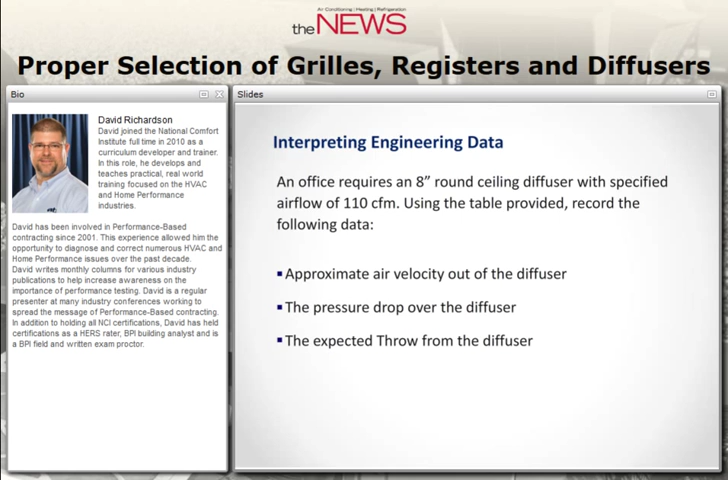 Air Conditioning | Heating | Refrigeration
the NEWS
Proper Selection of Grilles, Registers and Diffusers
Bio
David Richardson
David joined the National Comfort
Institute full time in 2010 as a
curriculum developer and trainer.
In this role, he develops and
teaches practical, real world
training focused on the HVAC
and Home Performance
industries.
David has been involved in Performance-Based
contracting since 2001. This experience allowed him the
opportunity to diagnose and correct numerous HVAC and
Home Performance issues over the past decade.
David writes monthly columns for various industry
publications to help increase awareness on the
importance of performance testing. David is a regular
presenter at many industry conferences working to
spread the message of Performance-Based contracting.
In addition to holding all NCI certifications, David has held
certifications as a HERS rater, BPI building analyst and is
a BPI field and written exam proctor.
Slides
Interpreting Engineering Data
An office requires an 8” round ceiling diffuser with specified
airflow of 110 cfm. Using the table provided, record the
following data:
▪ Approximate air velocity out of the diffuser
▪ The pressure drop over the diffuser
▪ The expected Throw from the diffuser